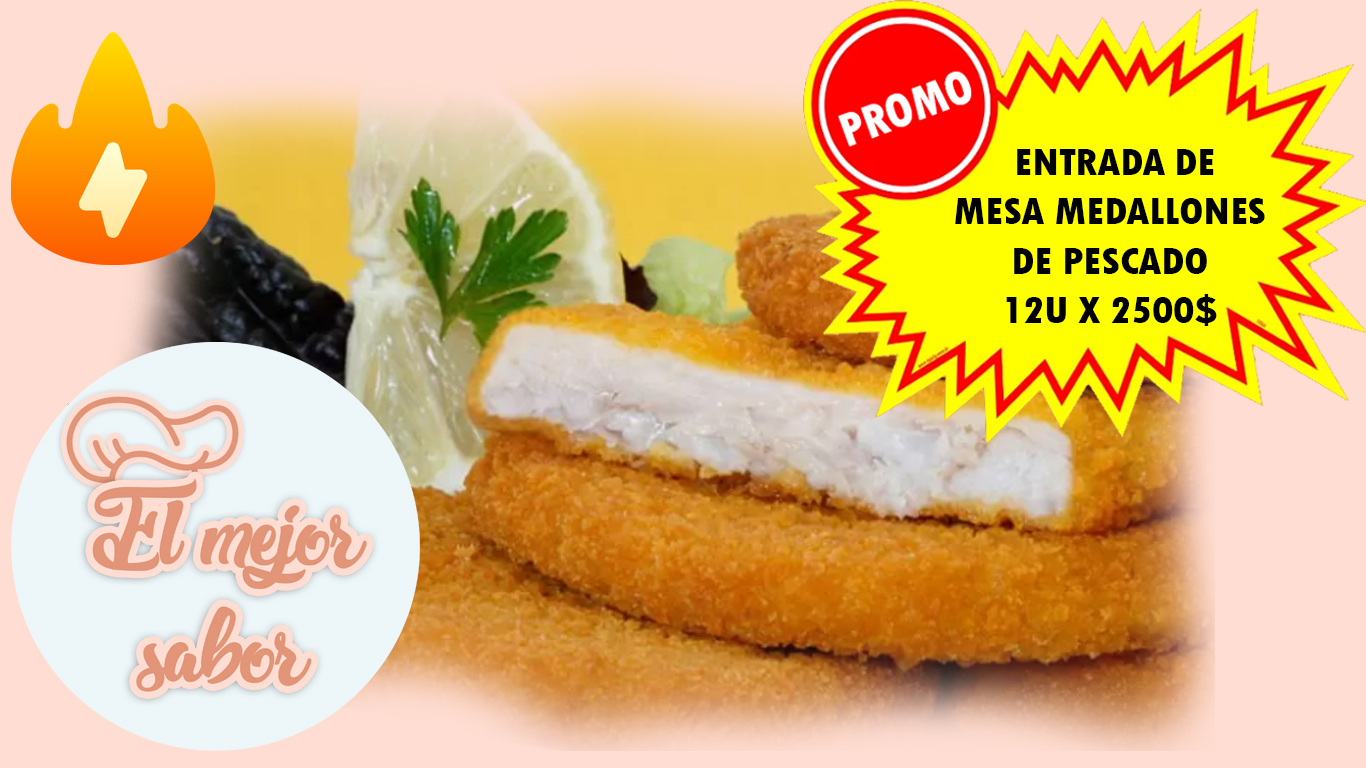 PROMO
ENTRADA DE
MESA MEDALLONES
DE PESCADO
12U X 2500$
El mejor
sabor